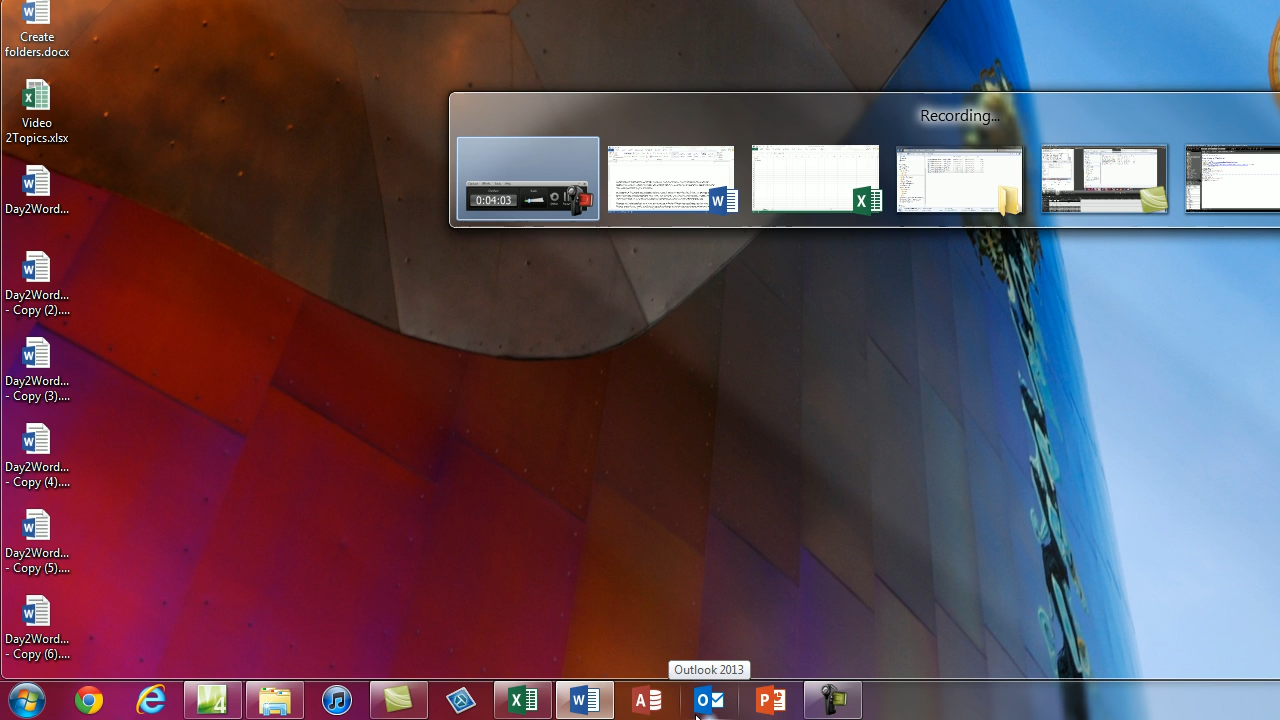 Create
folders.docx
Video
2Topics.xlsx
Day2Word...
Day2Word...
- Copy (2)....
Day2Word...
- Copy (3)....
Day2Word...
- Copy (4)....
Day2Word...
- Copy (5)....
Day2Word...
- Copy (6)....
Recording...
0:04:03
Outlook 2013